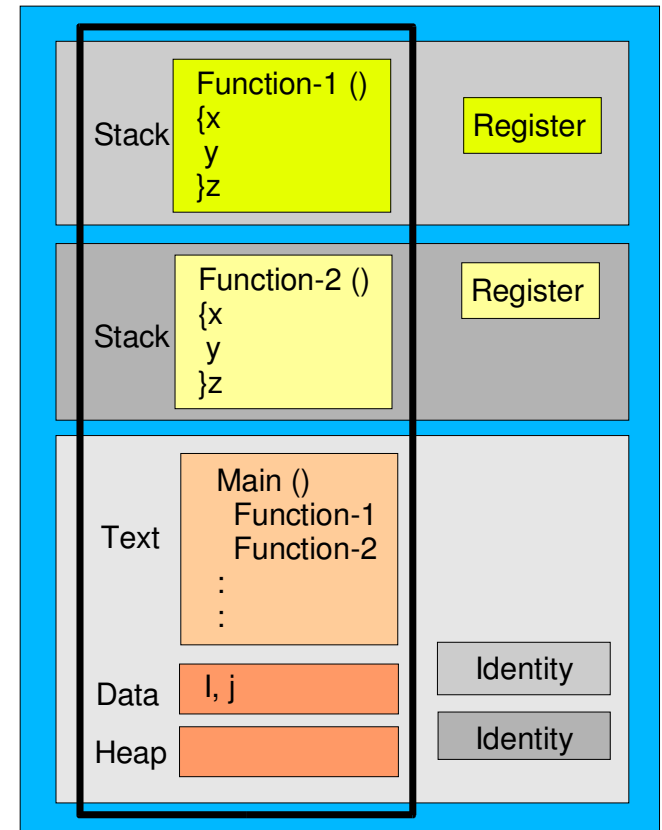 Function-1 ()
{x
y
}z
Stack
Register
Function-2 ()
{x
y
}z
Stack
Register
Main ()
Function-1
Function-2
:
:
Text
Data
I, j
Heap
Identity
Identity